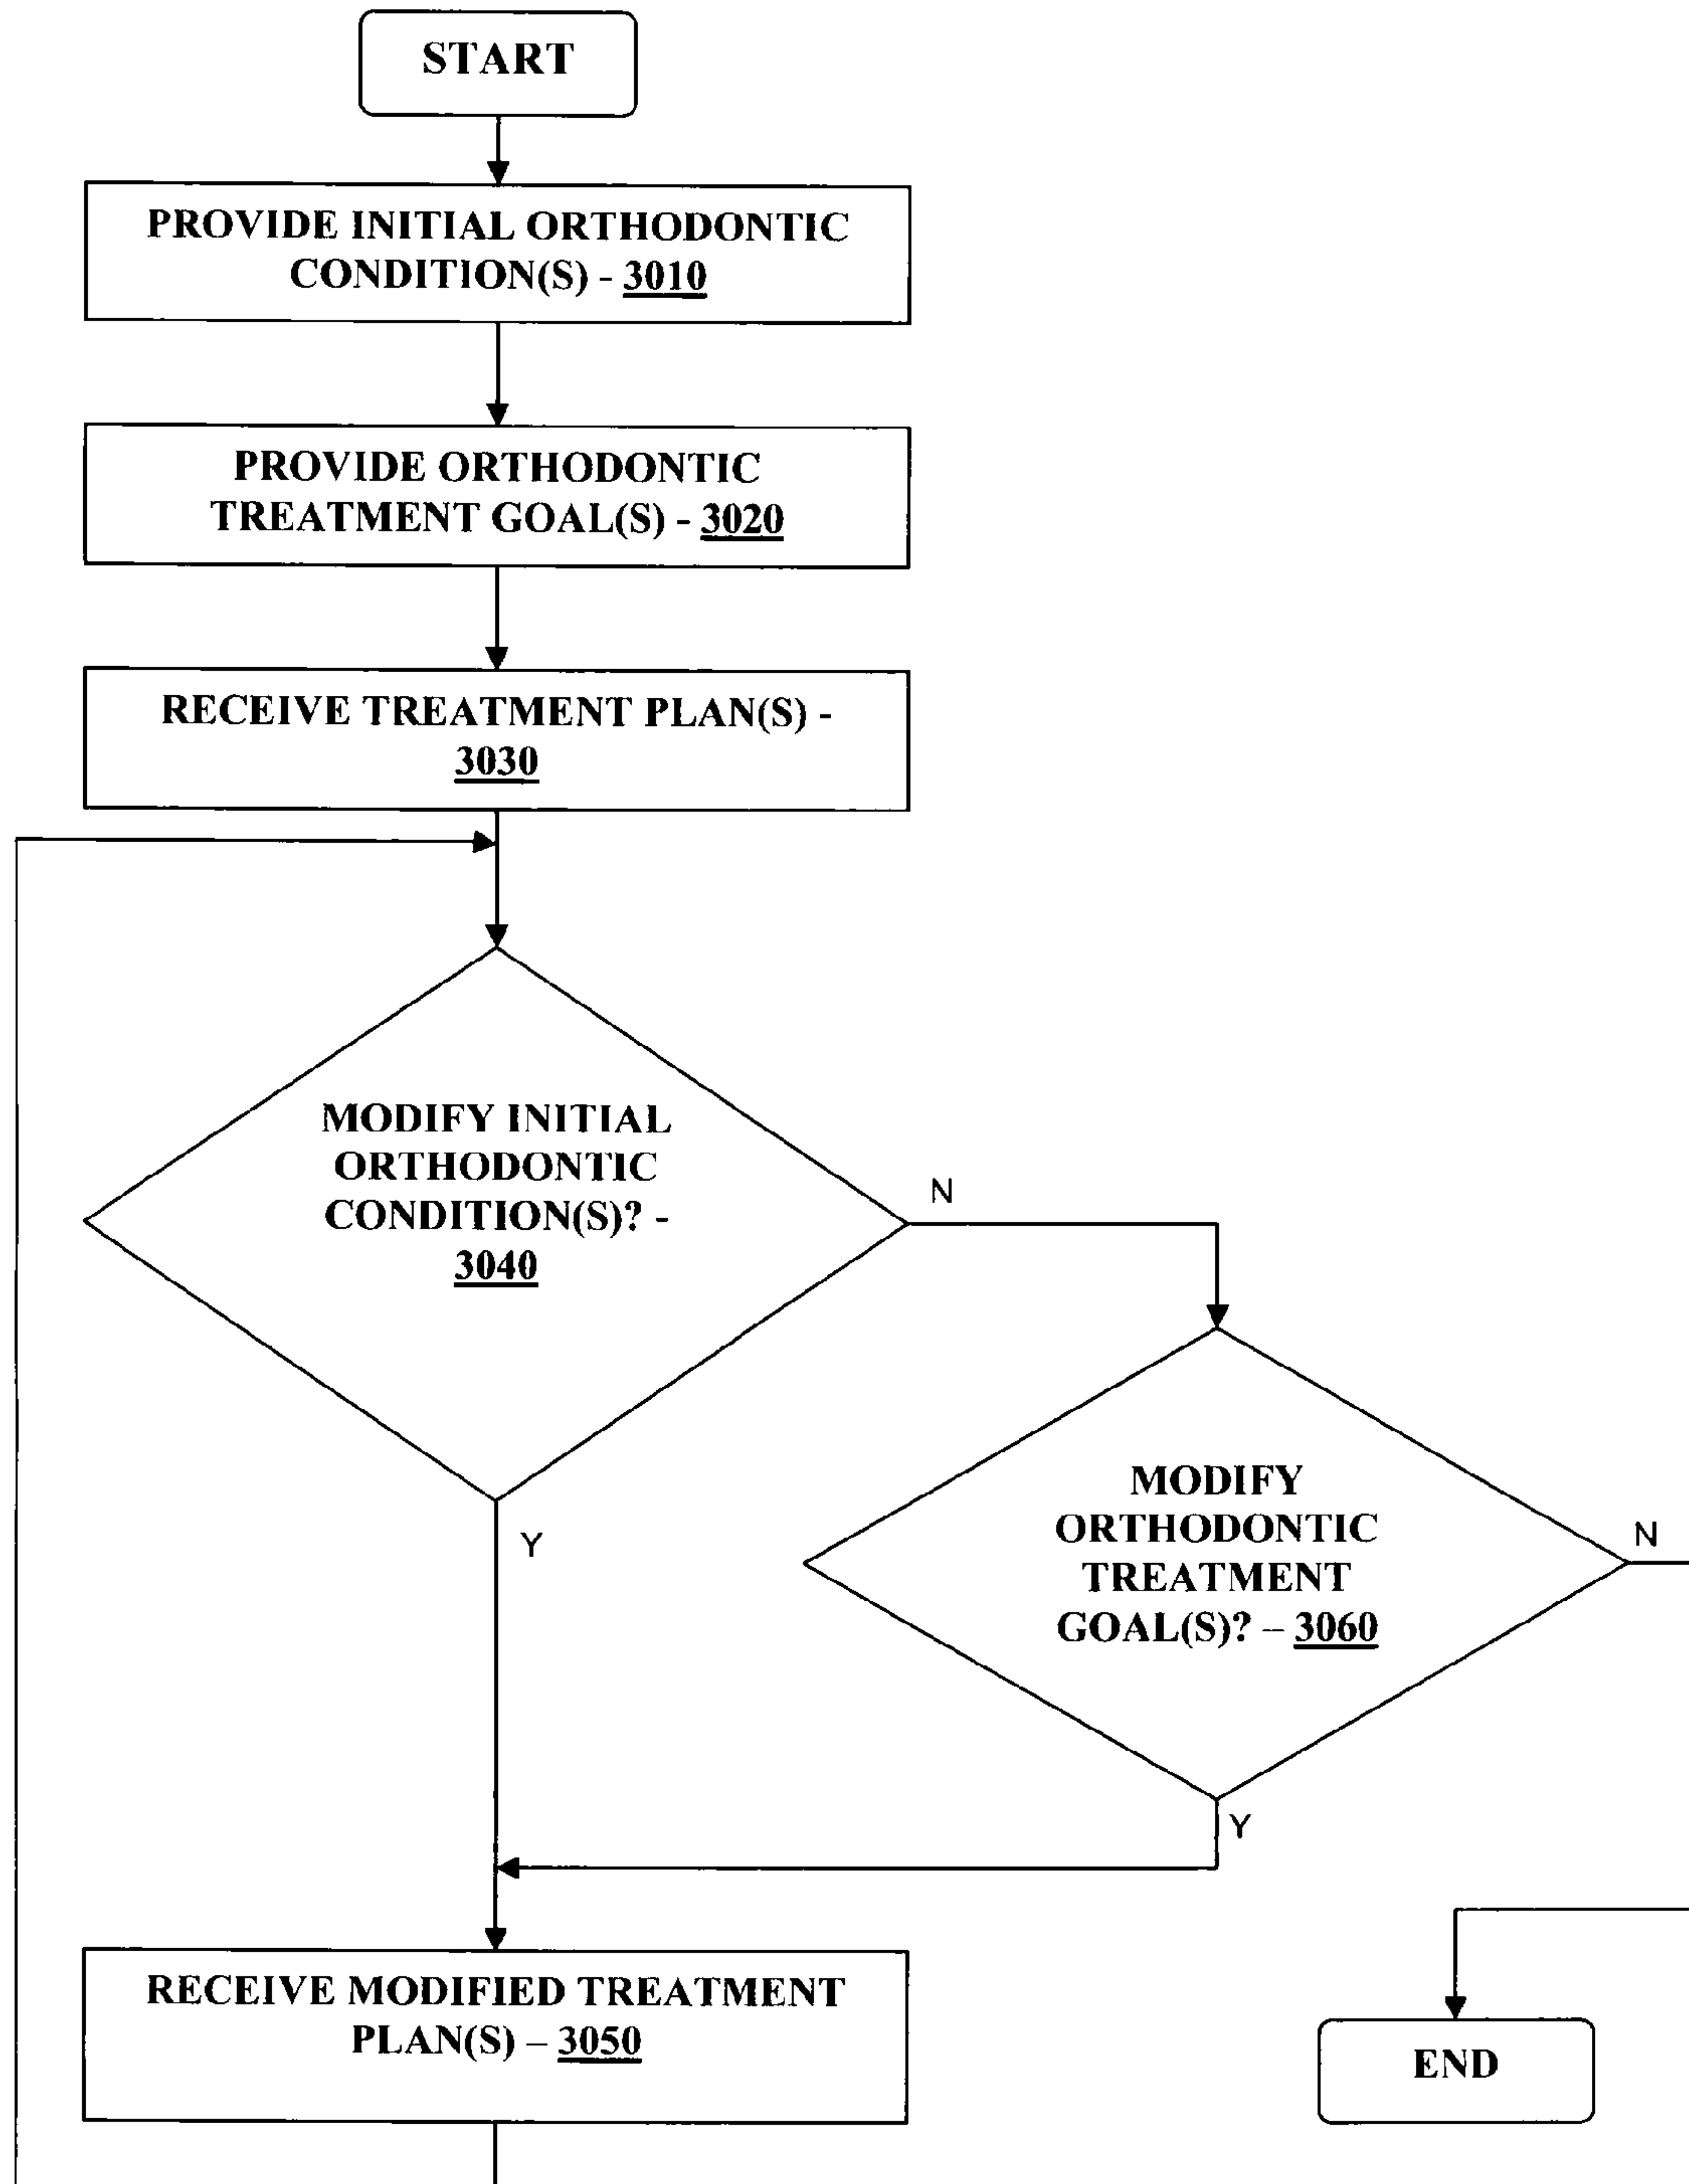 START
PROVIDE INITIAL ORTHODONTIC
CONDITION(S) - 3010
PROVIDE ORTHODONTIC
TREATMENT GOAL(S) - 3020
RECEIVE TREATMENT PLAN(S) -
3030
MODIFY INITIAL
ORTHODONTIC
CONDITION(S)? -
3040
N
Y
MODIFY
ORTHODONTIC
TREATMENT
GOAL(S)? – 3060
N
Y
RECEIVE MODIFIED TREATMENT
PLAN(S) – 3050
END